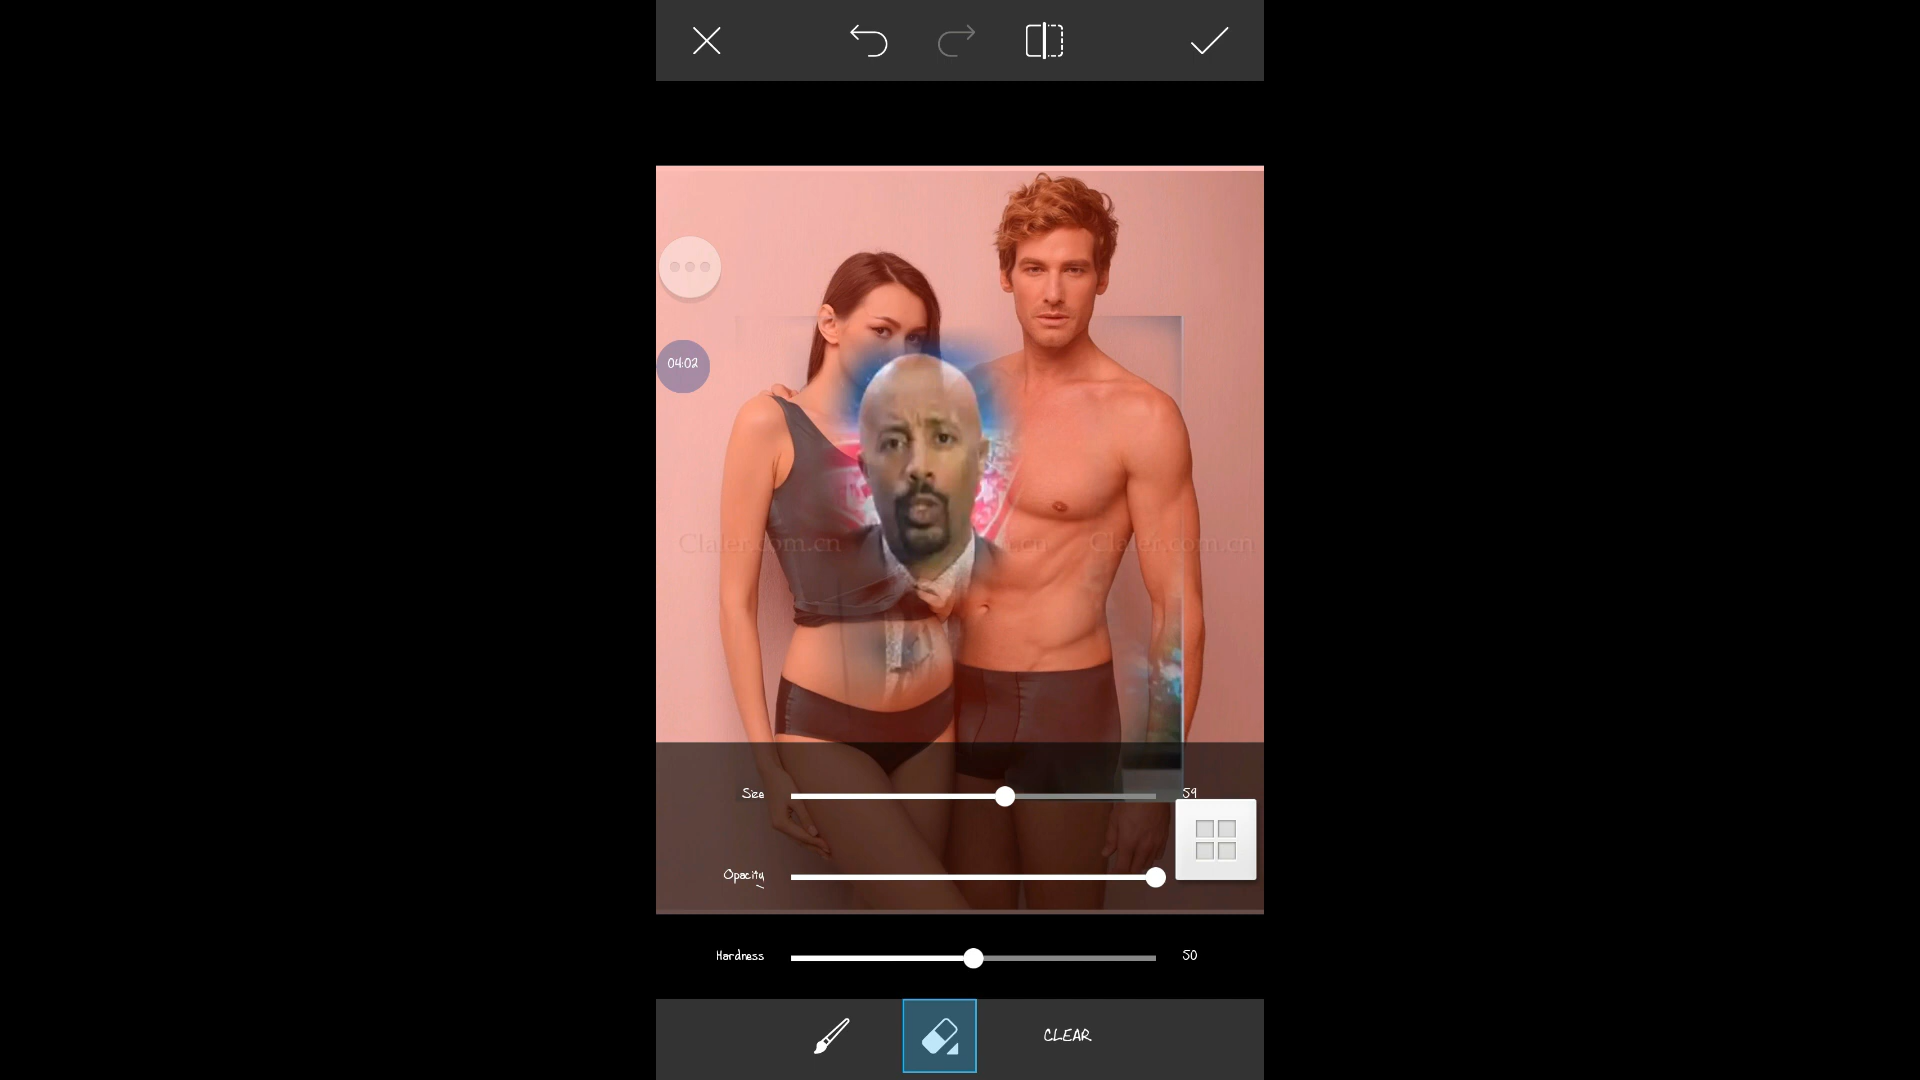 04:02
Claler.com.cn
Claler.com.cn
Size 59
Opacity
Hardness 50
CLEAR